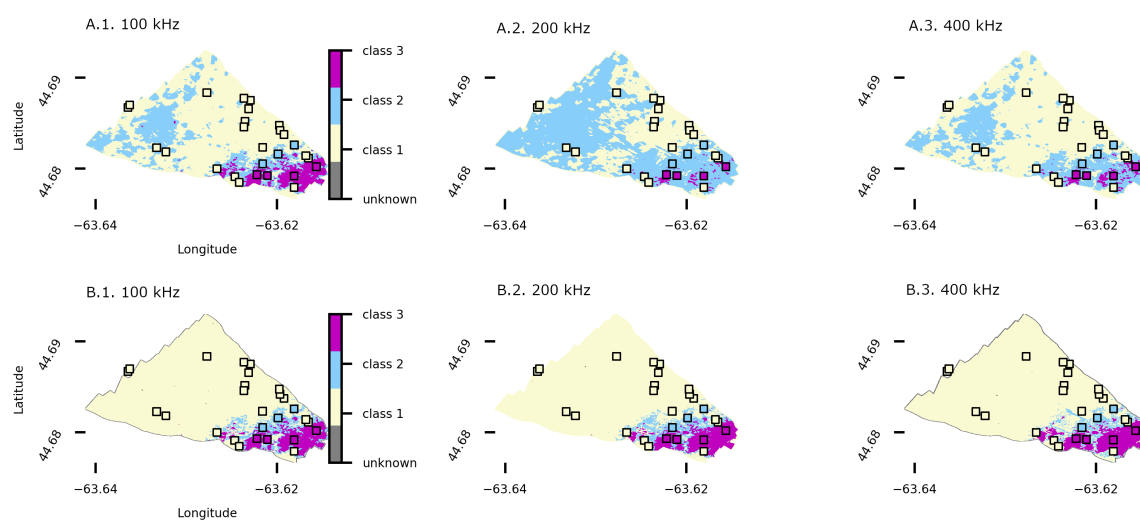 A.1. 100 kHz
A.2. 200 kHz
A.3. 400 kHz
class 3
class 2
class 1
unknown
Latitude
44.69
44.68
44.69
44.68
44.69
44.68
−63.64
−63.62
−63.64
−63.62
−63.64
−63.62
Longitude
B.1. 100 kHz
B.2. 200 kHz
B.3. 400 kHz
class 3
class 2
class 1
unknown
Latitude
44.69
44.68
44.69
44.68
44.69
44.68
−63.64
−63.62
−63.64
−63.62
−63.64
−63.62
Longitude